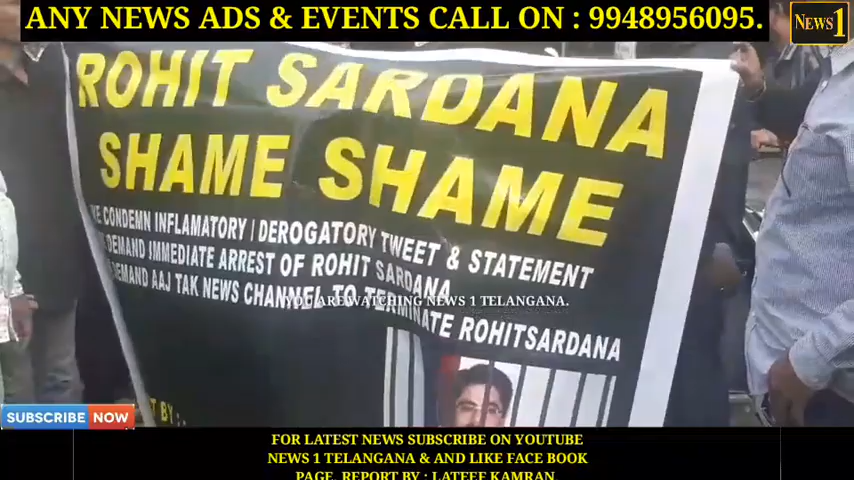 ANY NEWS ADS & EVENTS CALL ON : 9948956095.
NEWS 1
ROHIT SARDANA
SHAME SHAME
WE CONDEMN INFLAMATORY / DEROGATORY TWEET & STATEMENT
DEMAND IMMEDIATE ARREST OF ROHIT SARDANA
DEMAND AAJ TAK NEWS CHANNEL TO TERMINATE ROHITSARDANA
YOU ARE WATCHING NEWS 1 TELANGANA.
BY :
SUBSCRIBE NOW
FOR LATEST NEWS SUBSCRIBE ON YOUTUBE
NEWS 1 TELANGANA & AND LIKE FACE BOOK
PAGE. REPORT BY : LATEEF KAMRAN